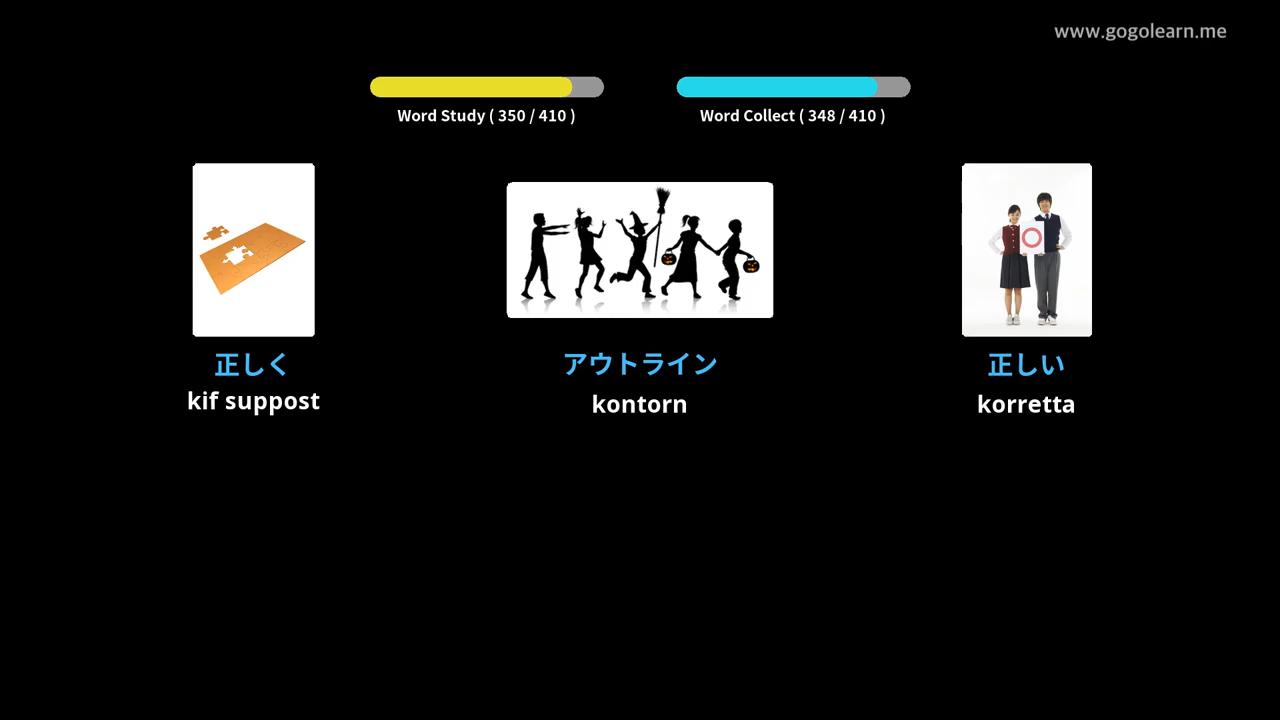 www.gogolearn.me
Word Study ( 350 / 410 )
Word Collect ( 348 / 410 )
正しく
kif suppost
アウトライン
kontorn
正しい
korretta